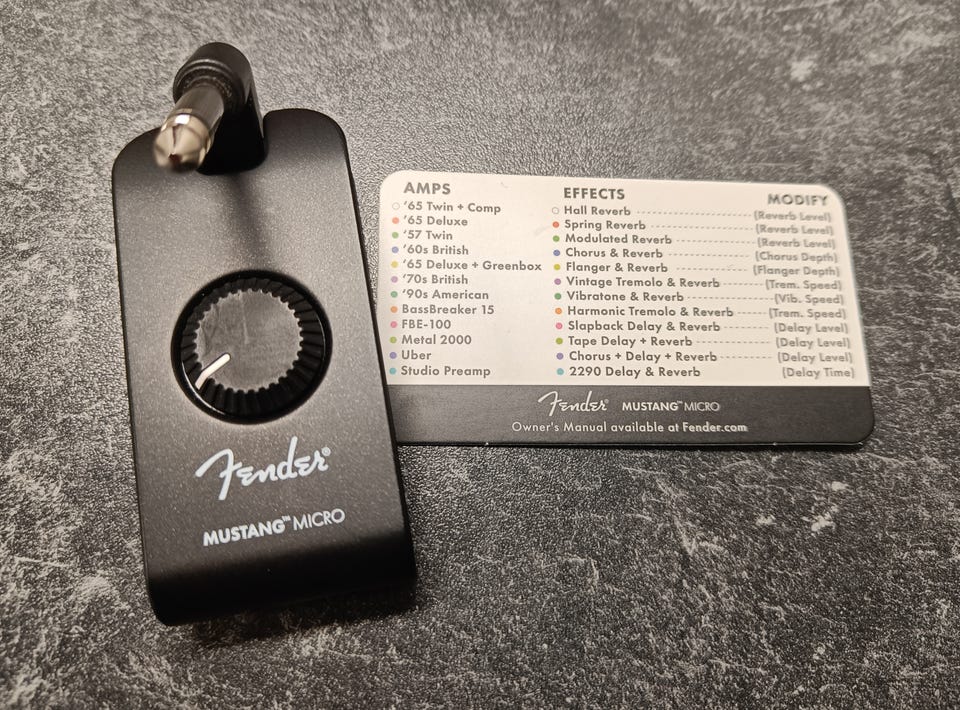 Fender®
MUSTANG™ MICRO
AMPS
'65 Twin + Comp
'65 Deluxe
'57 Twin
'60s British
'65 Deluxe + Greenbox
'70s British
'90s American
BassBreaker 15
FBE-100
Metal 2000
Uber
Studio Preamp
EFFECTS MODIFY
Hall Reverb (Reverb Level)
Spring Reverb (Reverb Level)
Modulated Reverb (Reverb Level)
Chorus & Reverb (Chorus Depth)
Flanger & Reverb (Flanger Depth)
Vintage Tremolo & Reverb (Trem. Speed)
Vibratone & Reverb (Vib. Speed)
Harmonic Tremolo & Reverb (Trem. Speed)
Slapback Delay & Reverb (Delay Level)
Tape Delay + Reverb (Delay Level)
Chorus + Delay + Reverb (Delay Level)
2290 Delay & Reverb (Delay Time)
Fender® MUSTANG™ MICRO
Owner's Manual available at Fender.com